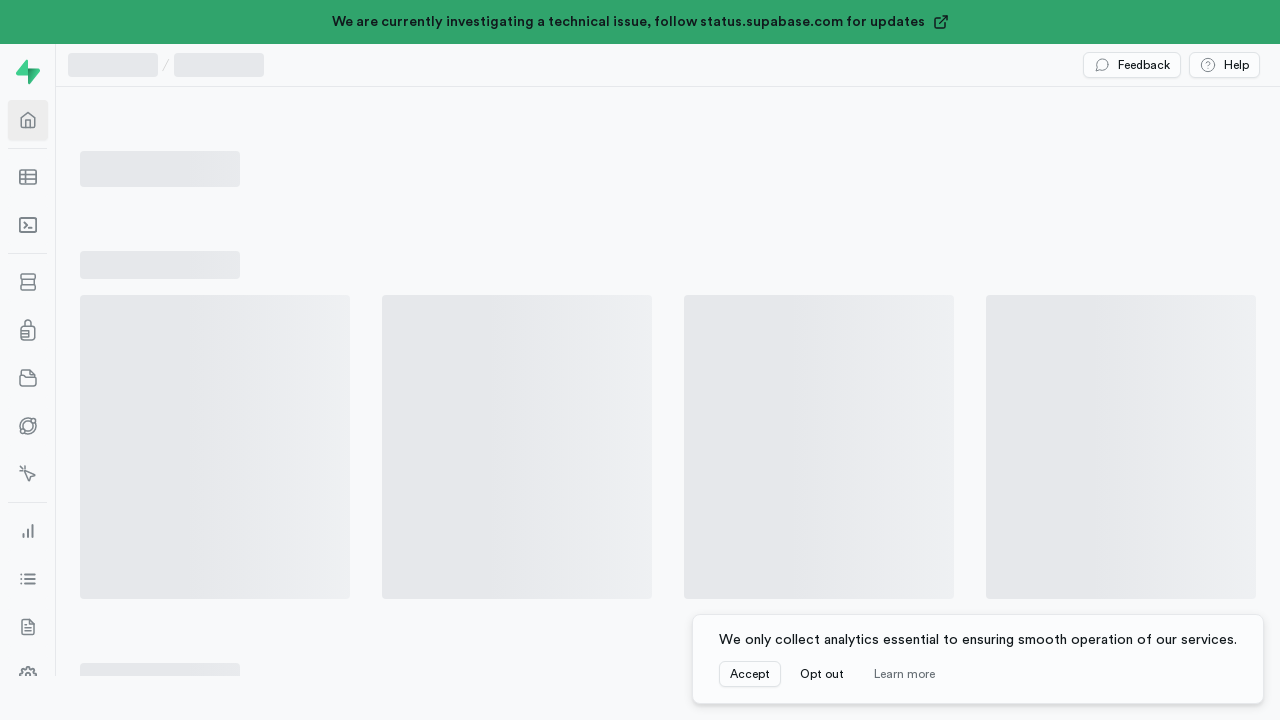 We are currently investigating a technical issue, follow status.supabase.com for updates
/
Feedback
Help
We only collect analytics essential to ensuring smooth operation of our services.
Accept
Opt out
Learn more